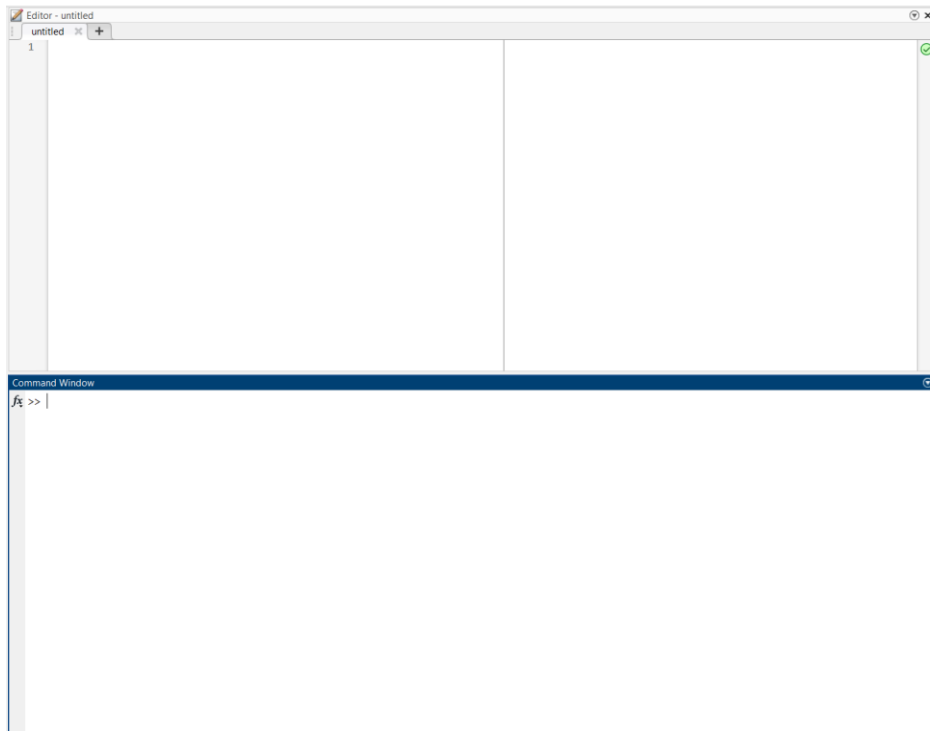 Editor - untitled
untitled
1
Command Window
fx >>